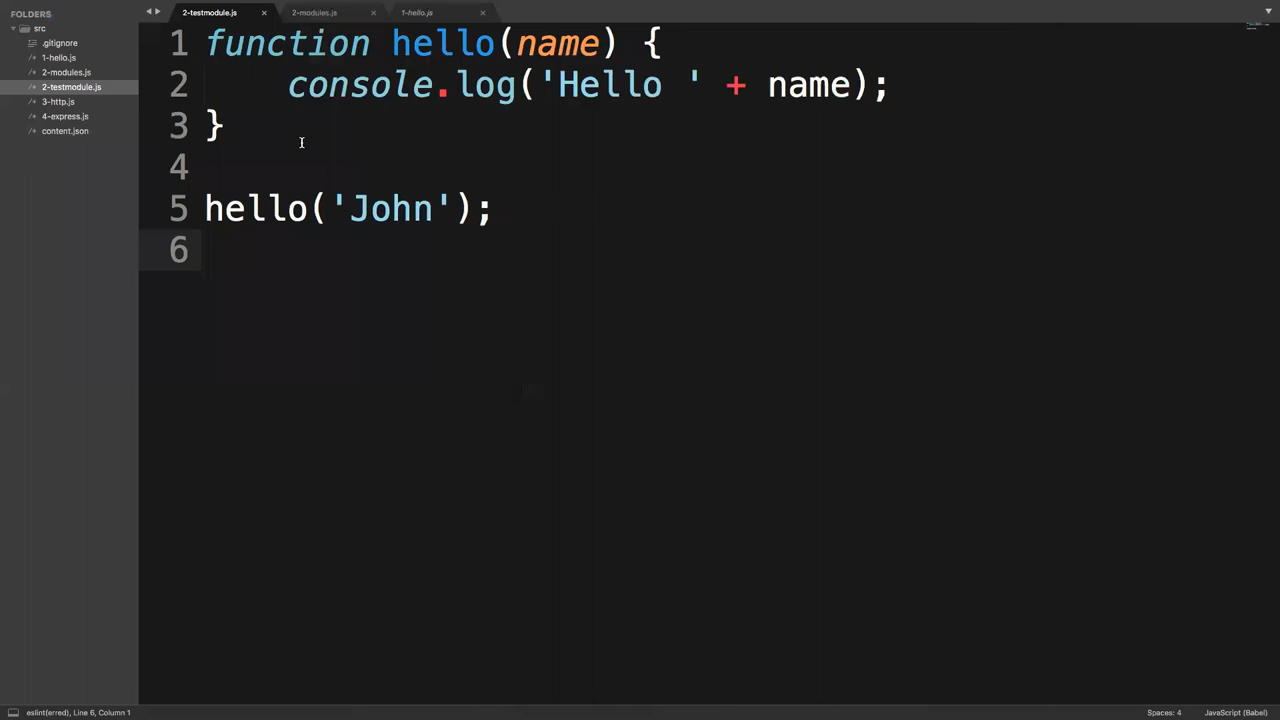 FOLDERS
src
.gitignore
1-hello.js
2-modules.js
2-testmodule.js
3-http.js
4-express.js
content.json
2-testmodule.js × 2-modules.js × 1-hello.js ×
1 function hello(name) {
2 console.log('Hello ' + name);
3 }
4
5 hello('John');
6
eslint(erred), Line 6, Column 1 Spaces: 4 JavaScript (Babel)